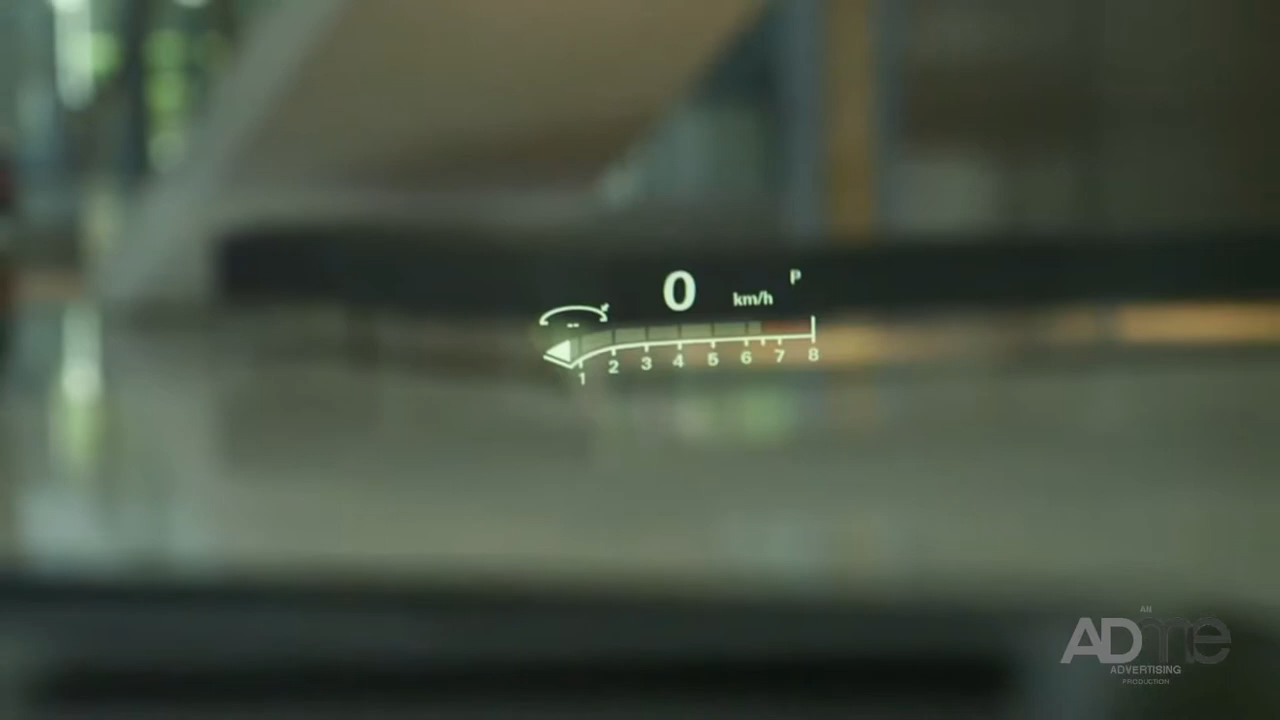 0 km/h P
--
1 2 3 4 5 6 7 8
AN
ADme
ADVERTISING
PRODUCTION